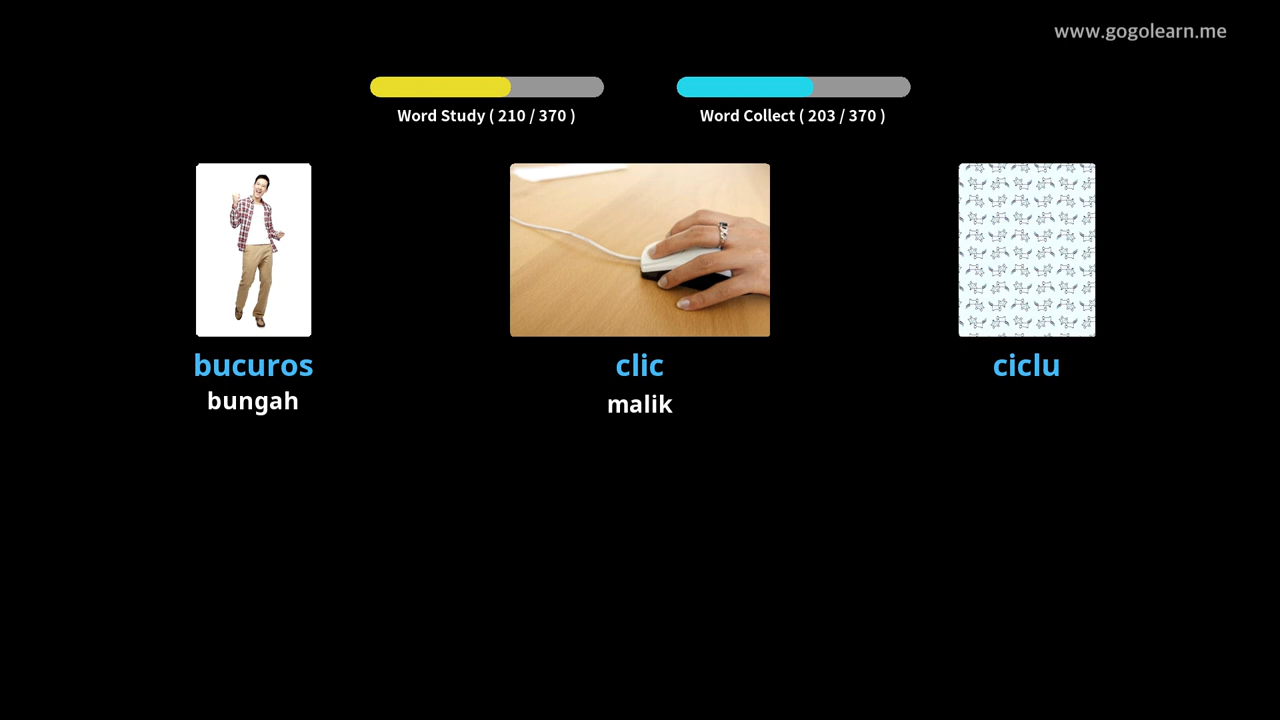 www.gogolearn.me
Word Study ( 210 / 370 )
Word Collect ( 203 / 370 )
bucuros
bungah
clic
malik
ciclu